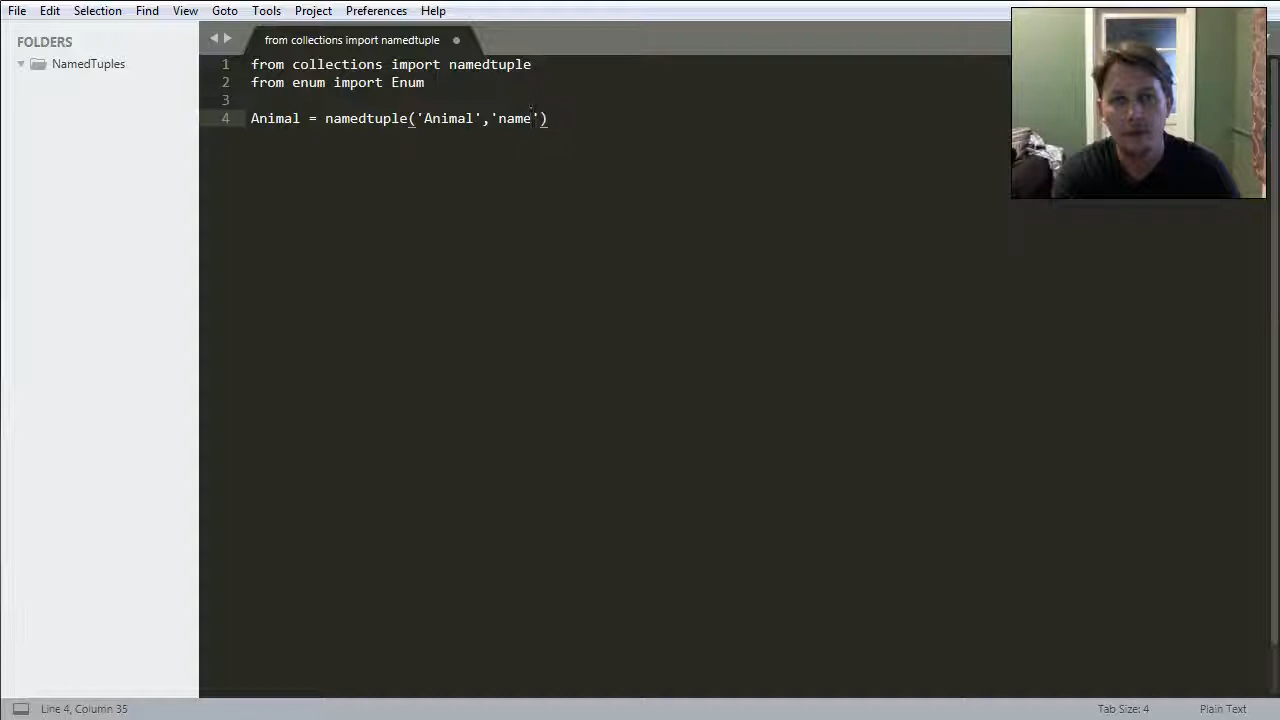 File Edit Selection Find View Goto Tools Project Preferences Help
FOLDERS
NamedTuples
from collections import namedtuple
1 from collections import namedtuple
2 from enum import Enum
3
4 Animal = namedtuple('Animal','name')
Line 4, Column 35
Tab Size: 4
Plain Text